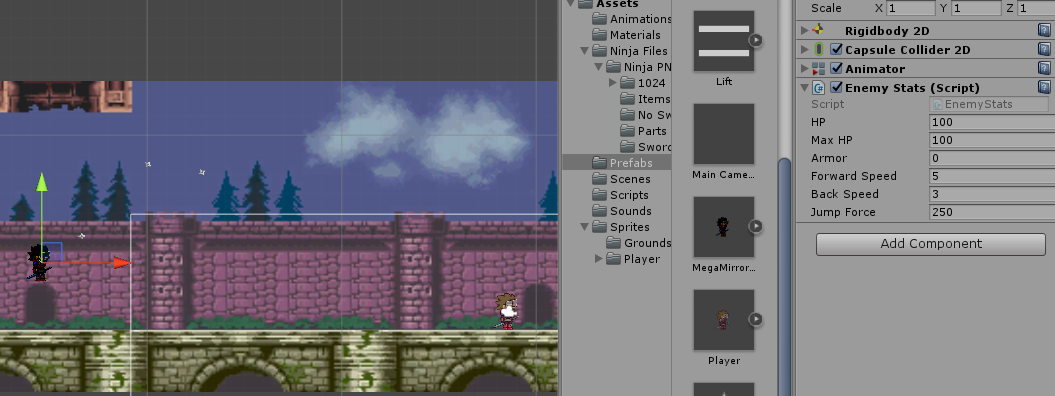 Assets
Animations
Materials
Ninja Files
Ninja PN
1024
Items
No Sw
Parts
Sword
Prefabs
Scenes
Scripts
Sounds
Sprites
Grounds
Player
Lift
Main Came...
MegaMirror...
Player
Scale X 1 Y 1 Z 1
Rigidbody 2D
Capsule Collider 2D
Animator
Enemy Stats (Script)
Script EnemyStats
HP 100
Max HP 100
Armor 0
Forward Speed 5
Back Speed 3
Jump Force 250
Add Component